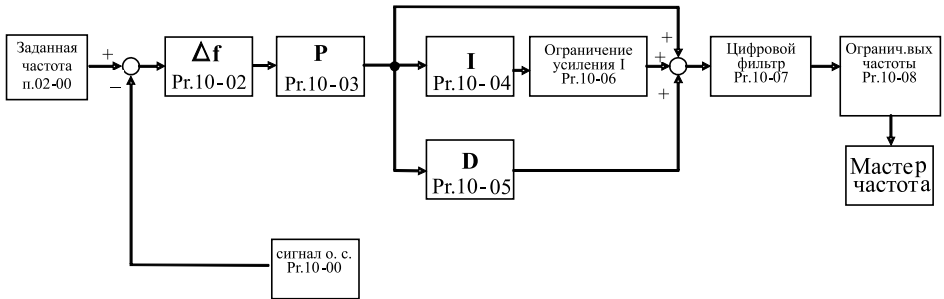 Заданная
частота
п.02-00
+
−
Δf
Pr.10-02
P
Pr.10-03
I
Pr.10-04
Ограничение
усиления I
Pr.10-06
D
Pr.10-05
+
+
+
Цифровой
фильтр
Pr.10-07
Огранич.вых
частоты
Pr.10-08
Мастер
частота
сигнал о. с.
Pr.10-00